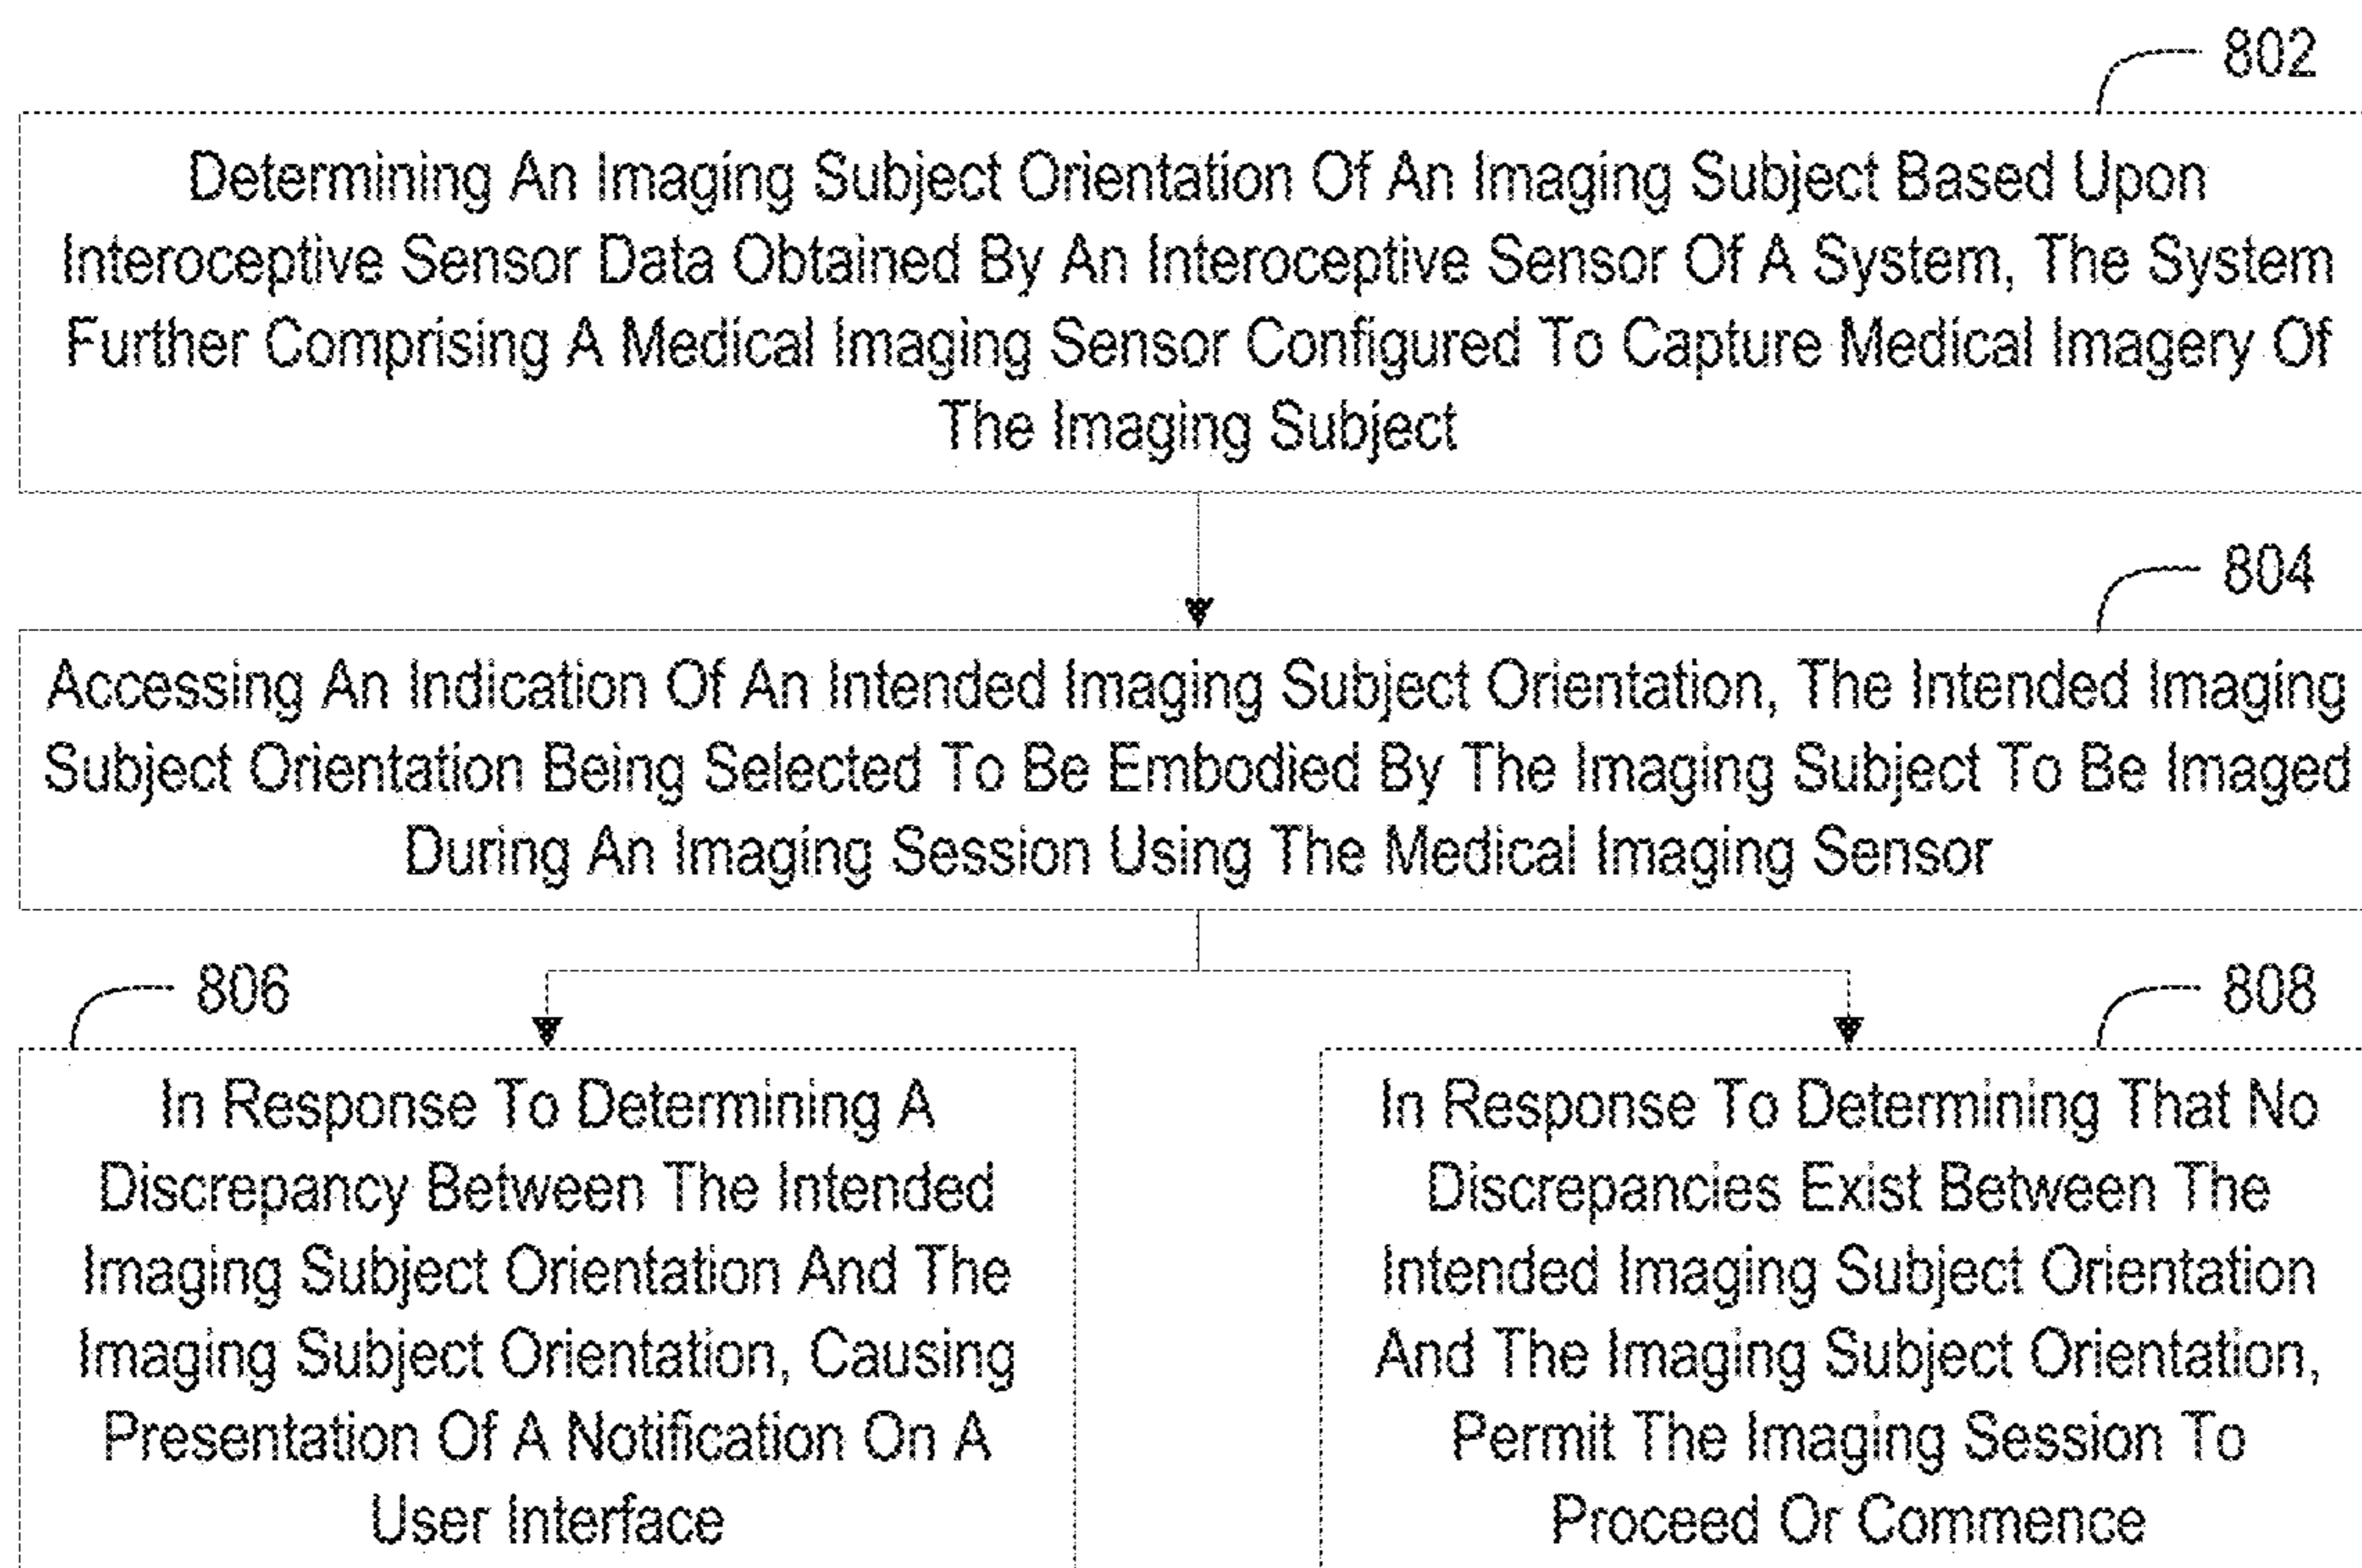 802
Determining An Imaging Subject Orientation Of An Imaging Subject Based Upon
Interoceptive Sensor Data Obtained By An Interoceptive Sensor Of A System, The System
Further Comprising A Medical Imaging Sensor Configured To Capture Medical Imagery Of
The Imaging Subject
804
Accessing An Indication Of An Intended Imaging Subject Orientation, The Intended Imaging
Subject Orientation Being Selected To Be Embodied By The Imaging Subject To Be Imaged
During An Imaging Session Using The Medical Imaging Sensor
806
In Response To Determining A
Discrepancy Between The Intended
Imaging Subject Orientation And The
Imaging Subject Orientation, Causing
Presentation Of A Notification On A
User Interface
808
In Response To Determining That No
Discrepancies Exist Between The
Intended Imaging Subject Orientation
And The Imaging Subject Orientation,
Permit The Imaging Session To
Proceed Or Commence